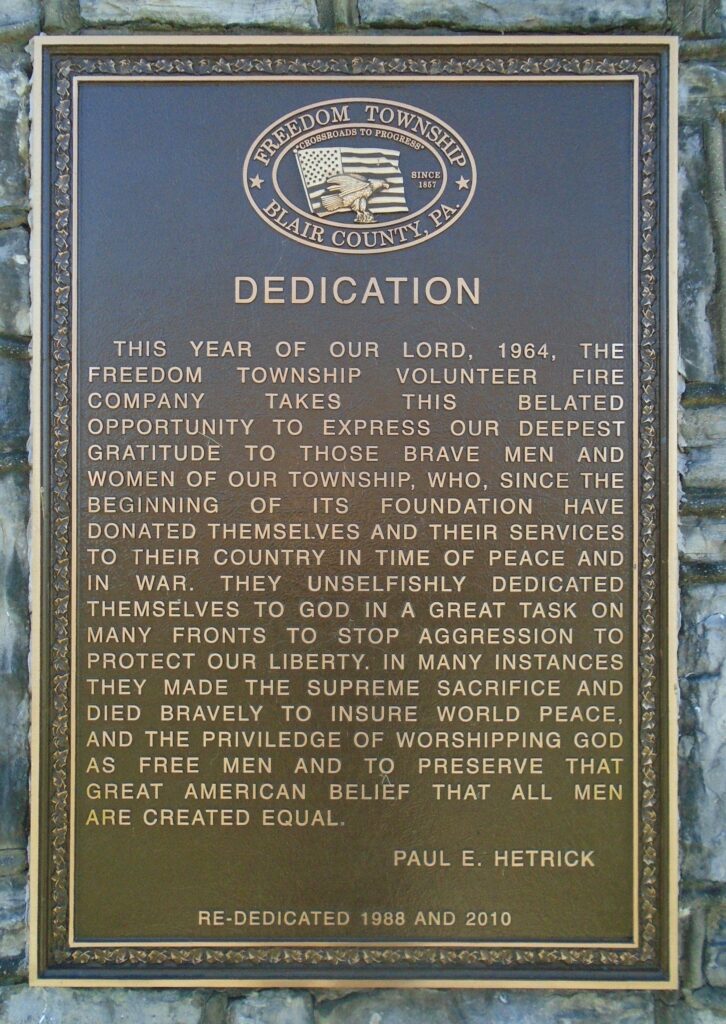 FREEDOM TOWNSHIP
"CROSSROADS TO PROGRESS"
SINCE
1857
BLAIR COUNTY, PA.
DEDICATION
THIS YEAR OF OUR LORD, 1964, THE
FREEDOM TOWNSHIP VOLUNTEER FIRE
COMPANY TAKES THIS BELATED
OPPORTUNITY TO EXPRESS OUR DEEPEST
GRATITUDE TO THOSE BRAVE MEN AND
WOMEN OF OUR TOWNSHIP, WHO, SINCE THE
BEGINNING OF ITS FOUNDATION HAVE
DONATED THEMSELVES AND THEIR SERVICES
TO THEIR COUNTRY IN TIME OF PEACE AND
IN WAR. THEY UNSELFISHLY DEDICATED
THEMSELVES TO GOD IN A GREAT TASK ON
MANY FRONTS TO STOP AGGRESSION TO
PROTECT OUR LIBERTY. IN MANY INSTANCES
THEY MADE THE SUPREME SACRIFICE AND
DIED BRAVELY TO INSURE WORLD PEACE,
AND THE PRIVILEDGE OF WORSHIPPING GOD
AS FREE MEN AND TO PRESERVE THAT
GREAT AMERICAN BELIEF THAT ALL MEN
ARE CREATED EQUAL.
PAUL E. HETRICK
RE-DEDICATED 1988 AND 2010